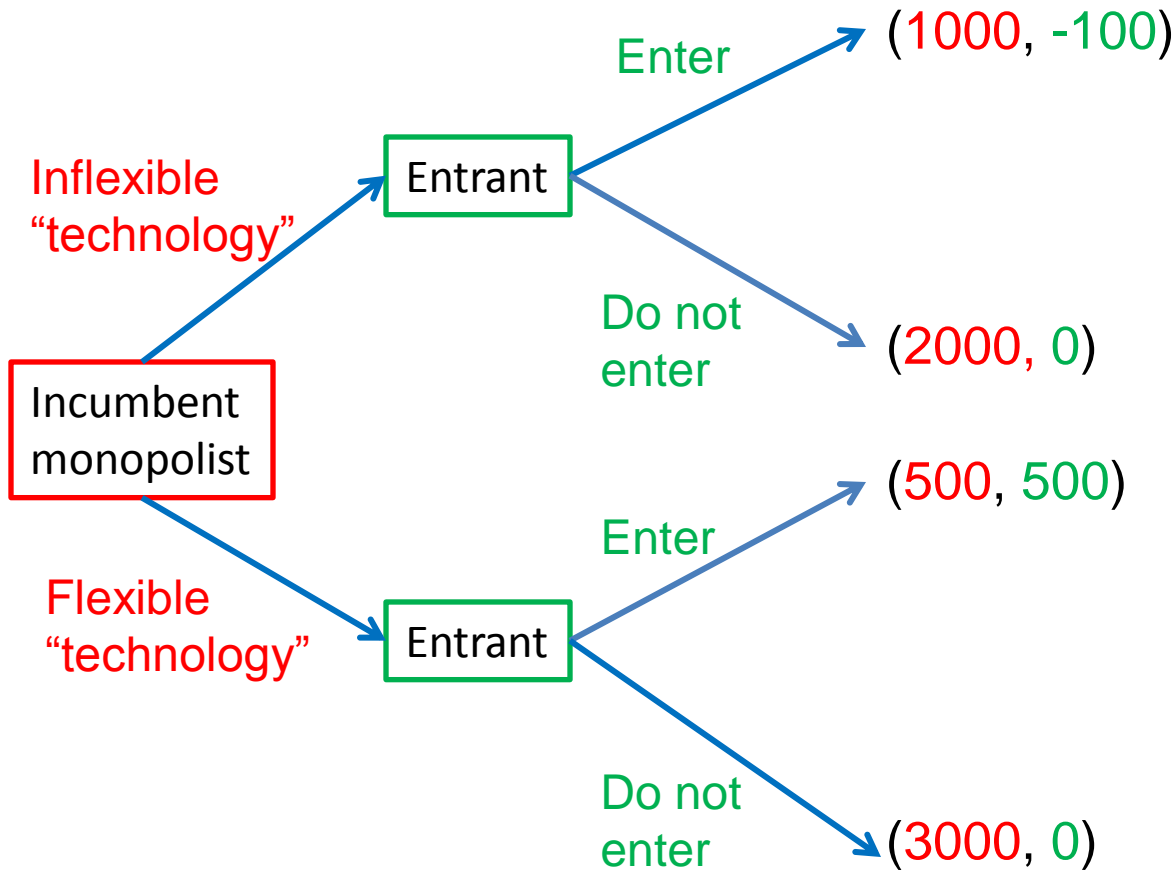 (1000, -100)
Enter
Inflexible
“technology”
Entrant
Do not
enter
(2000, 0)
Incumbent
monopolist
(500, 500)
Enter
Flexible
“technology”
Entrant
Do not
enter
(3000, 0)